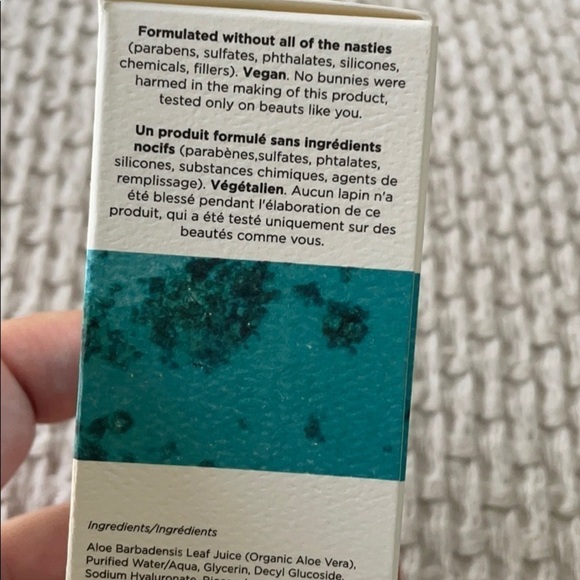 Formulated without all of the nasties
(parabens, sulfates, phthalates, silicones,
chemicals, fillers). Vegan. No bunnies were
harmed in the making of this product,
tested only on beauts like you.
Un produit formulé sans ingrédients
nocifs (parabènes,sulfates, phtalates,
silicones, substances chimiques, agents de
remplissage). Végétalien. Aucun lapin n'a
été blessé pendant l'élaboration de ce
produit, qui a été testé uniquement sur des
beautés comme vous.
Ingredients/Ingrédients
Aloe Barbadensis Leaf Juice (Organic Aloe Vera),
Purified Water/Aqua, Glycerin, Decyl Glucoside,
Sodium Hyaluronate,